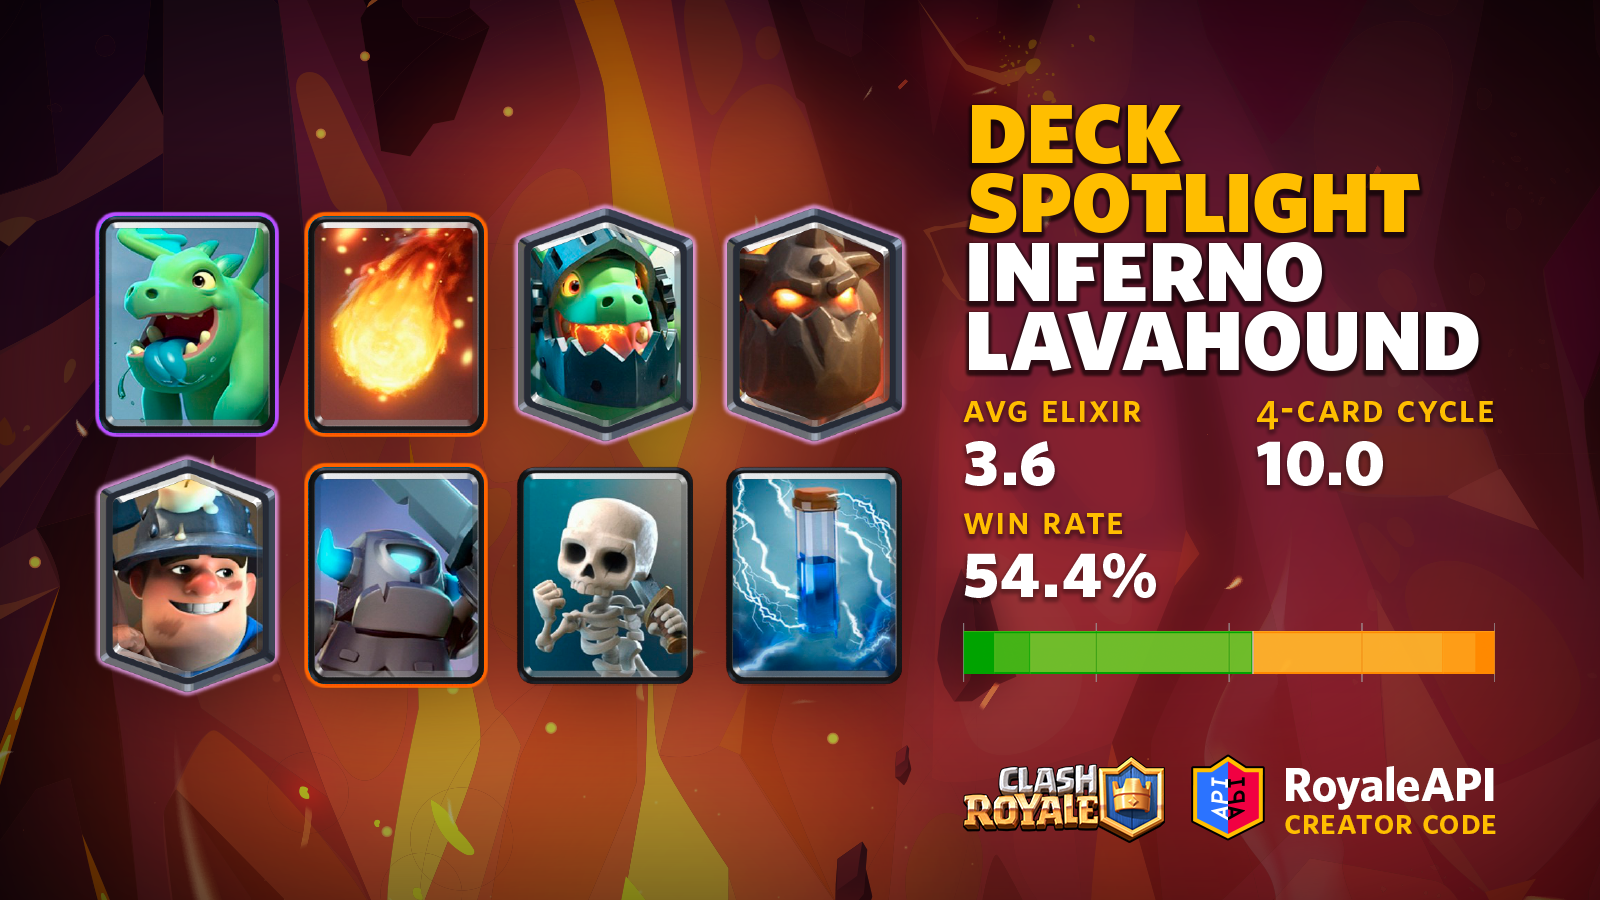 DECK
SPOTLIGHT
INFERNO
LAVAHOUND
AVG ELIXIR
4-CARD CYCLE
3.6
10.0
WIN RATE
54.4%
CLASH
ROYALE
API
API
RoyaleAPI
CREATOR CODE